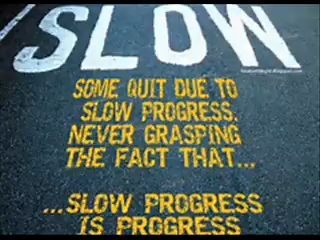 SLOW
SOME QUIT DUE TO
SLOW PROGRESS.
NEVER GRASPING
THE FACT THAT...
...SLOW PROGRESS
IS PROGRESS